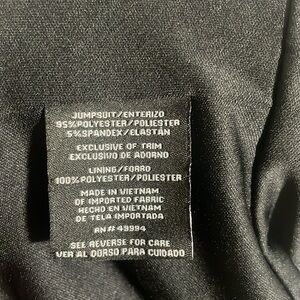 JUMPSUIT/ENTERIZO
95%POLYESTER/POLIESTER
5%SPANDEX/ELASTÁN
EXCLUSIVE OF TRIM
EXCLUSIVO DE ADORNO
LINING/FORRO
100%POLYESTER/POLIESTER
MADE IN VIETNAM
OF IMPORTED FABRIC
HECHO EN VIETNAM
DE TELA IMPORTADA
RN# 49994
SEE REVERSE FOR CARE
VER AL DORSO PARA CUIDADO